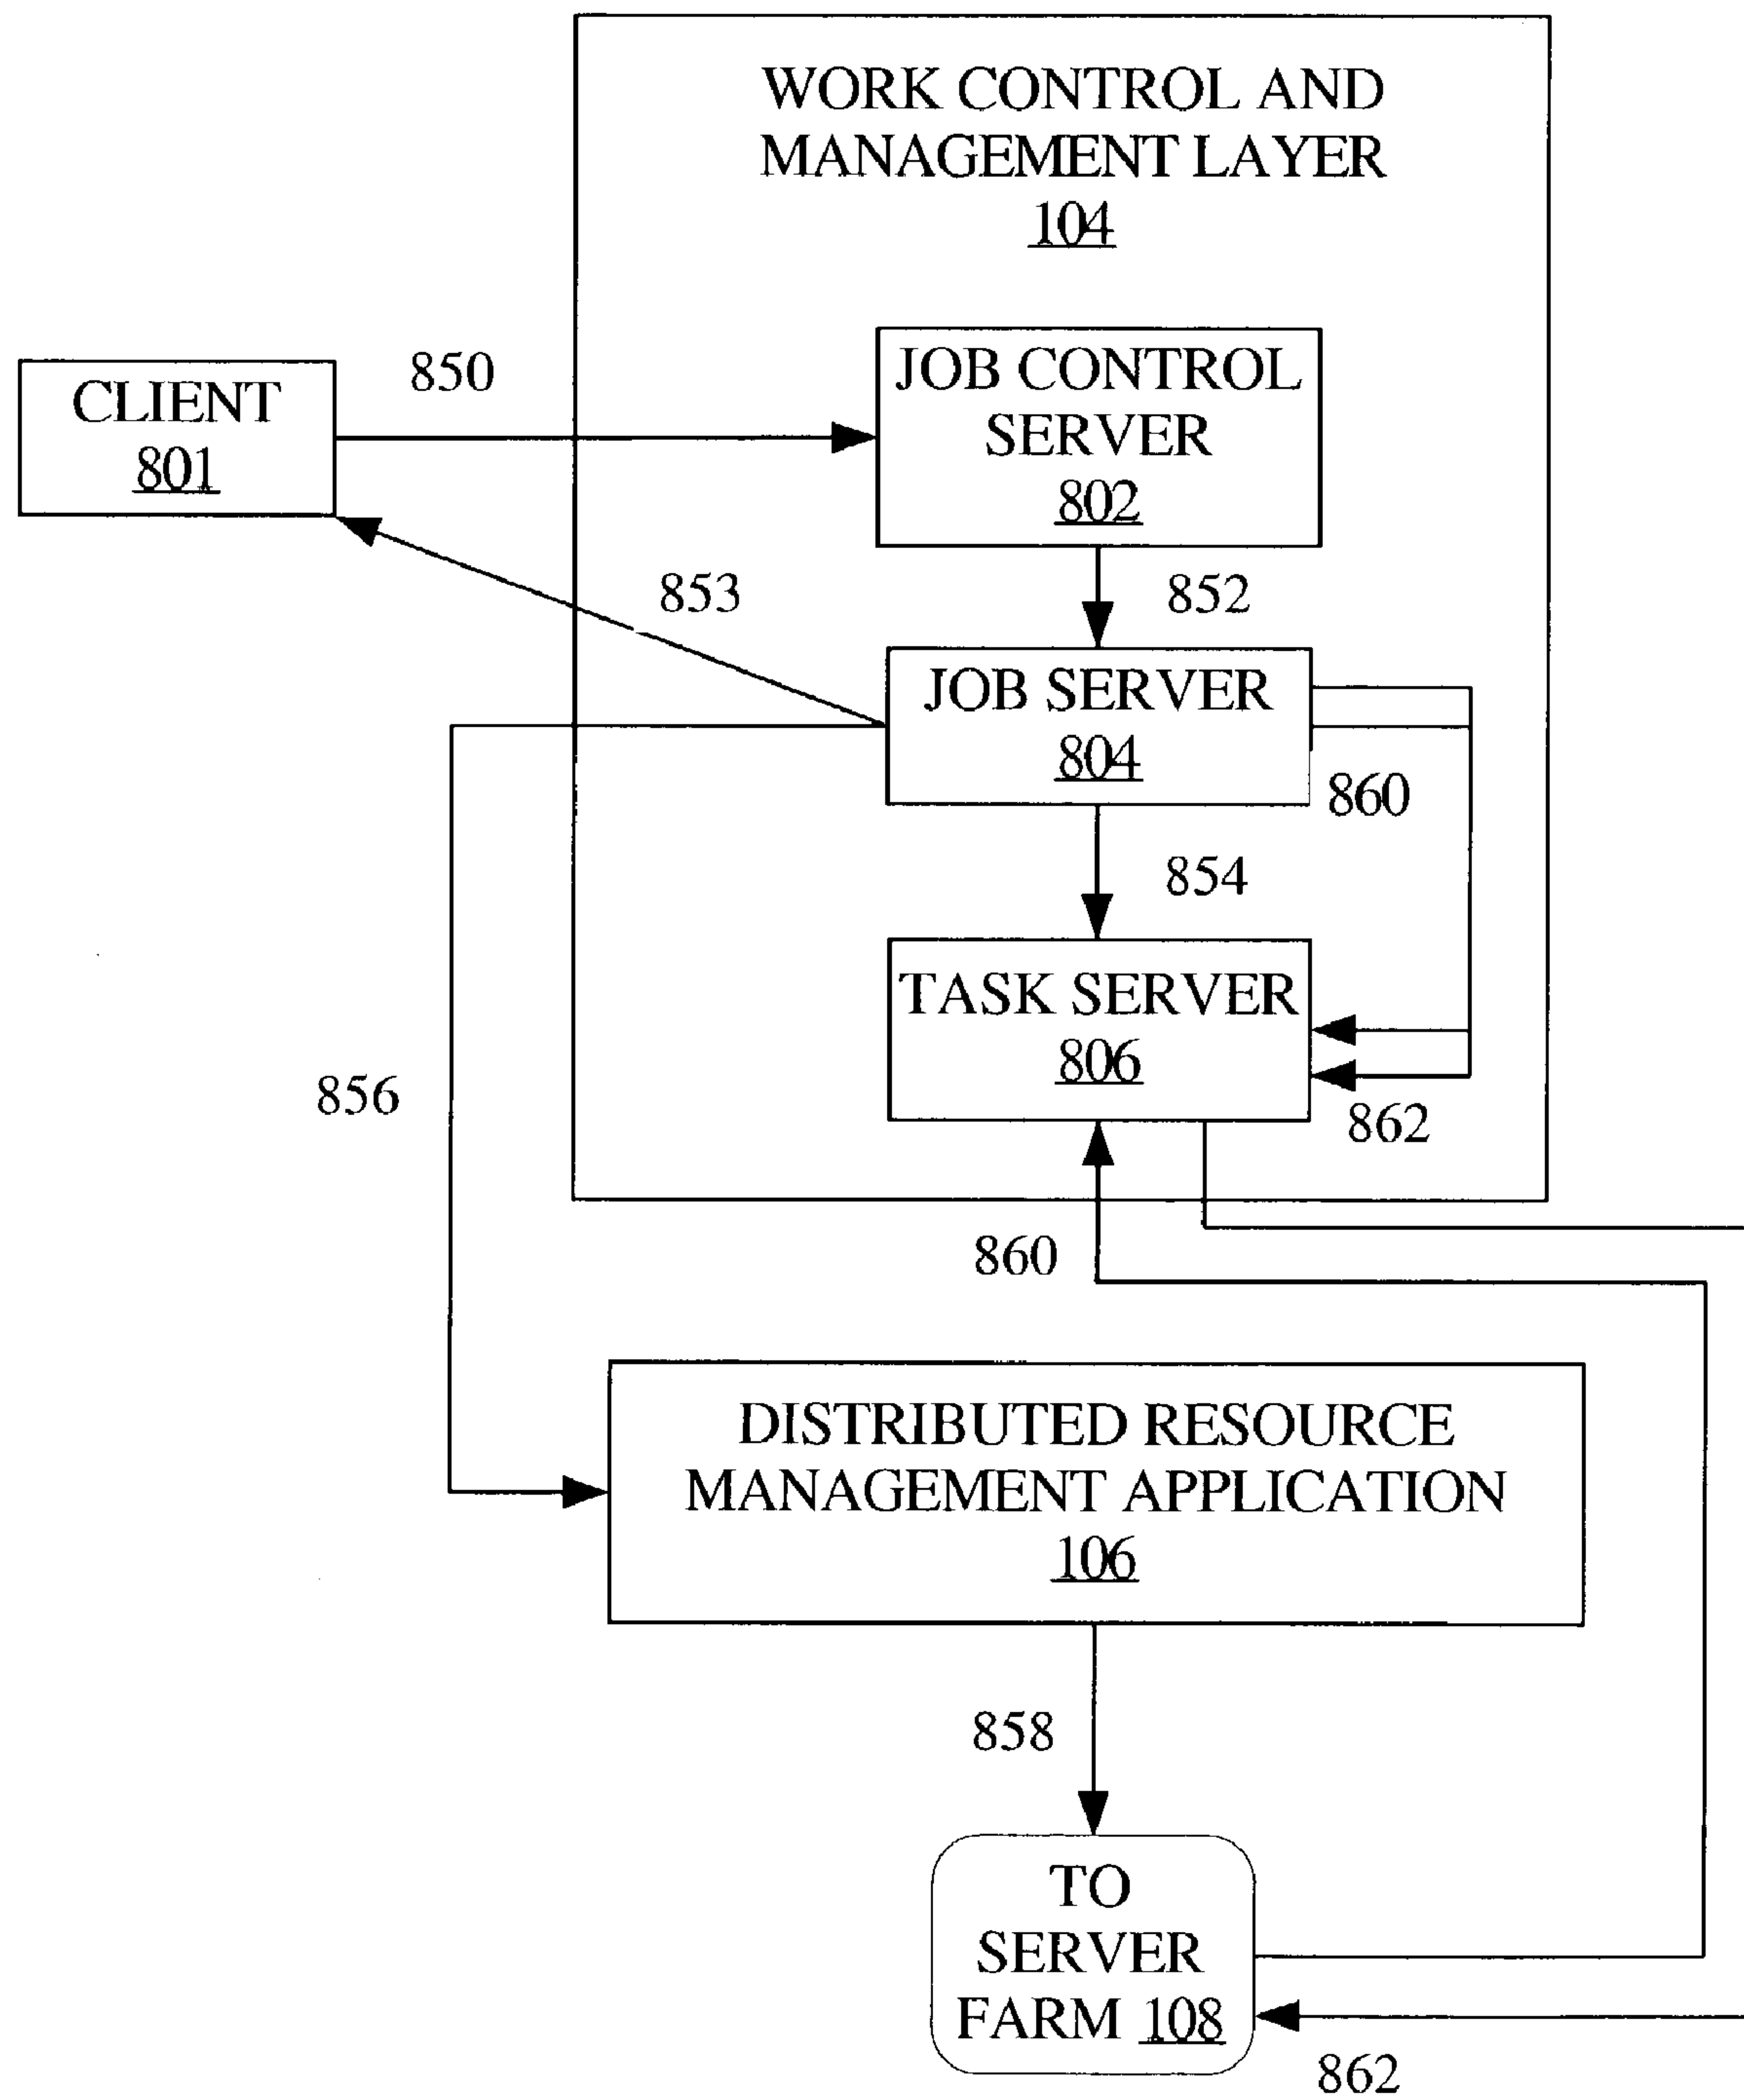 WORK CONTROL AND
MANAGEMENT LAYER
104
CLIENT
801
850
JOB CONTROL
SERVER
802
853
852
JOB SERVER
804
860
854
TASK SERVER
806
856
862
860
DISTRIBUTED RESOURCE
MANAGEMENT APPLICATION
106
858
TO
SERVER
FARM 108
862